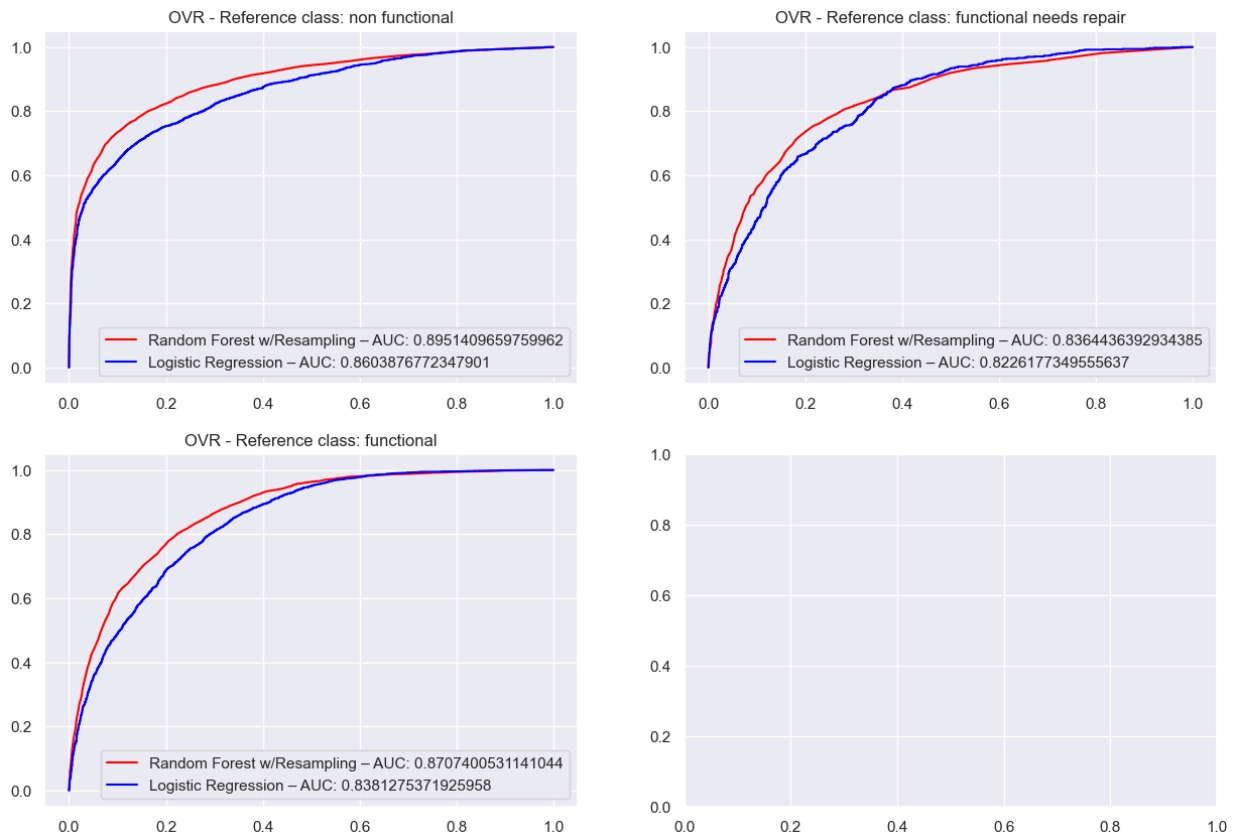 OVR - Reference class: non functional
1.0
0.8
0.6
0.4
0.2
0.0
Random Forest w/Resampling – AUC: 0.8951409659759962
Logistic Regression – AUC: 0.8603876772347901
0.0 0.2 0.4 0.6 0.8 1.0
OVR - Reference class: functional needs repair
1.0
0.8
0.6
0.4
0.2
0.0
Random Forest w/Resampling – AUC: 0.8364436392934385
Logistic Regression – AUC: 0.8226177349555637
0.0 0.2 0.4 0.6 0.8 1.0
OVR - Reference class: functional
1.0
0.8
0.6
0.4
0.2
0.0
Random Forest w/Resampling – AUC: 0.8707400531141044
Logistic Regression – AUC: 0.8381275371925958
0.0 0.2 0.4 0.6 0.8 1.0
1.0
0.8
0.6
0.4
0.2
0.0
0.0 0.2 0.4 0.6 0.8 1.0